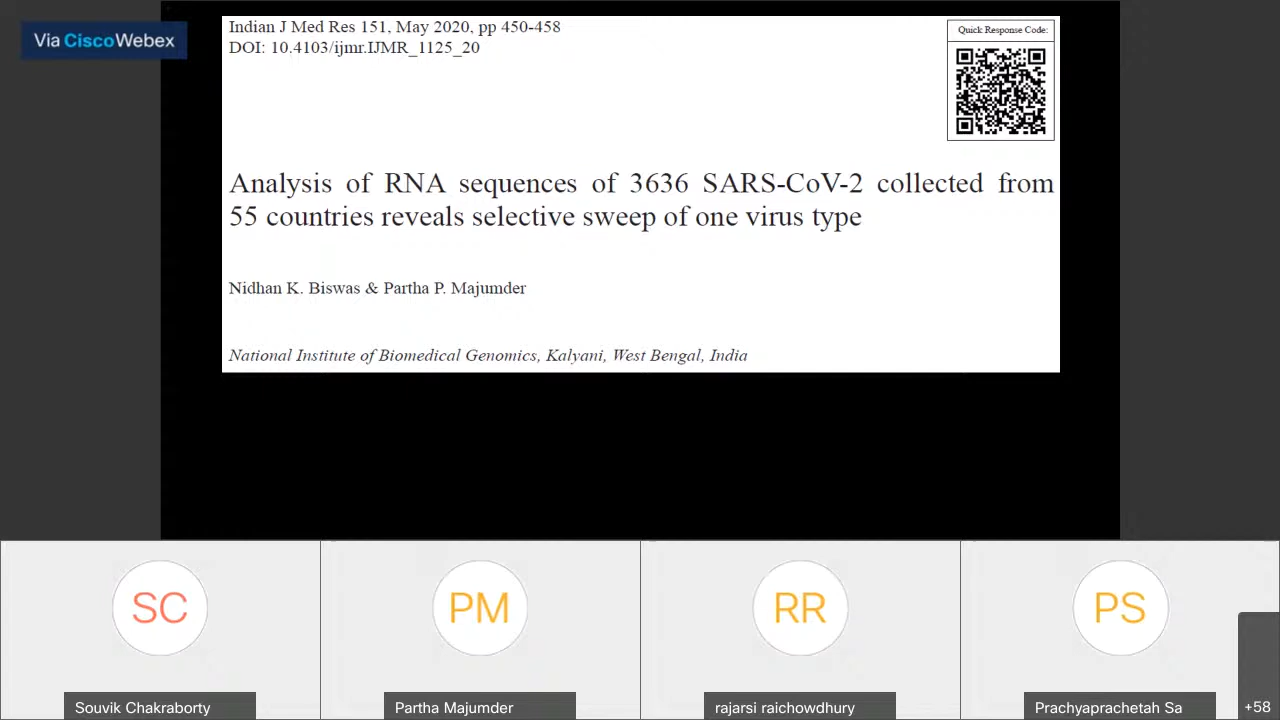 Via CiscoWebex
Indian J Med Res 151, May 2020, pp 450-458
DOI: 10.4103/ijmr.IJMR_1125_20
Quick Response Code:
Analysis of RNA sequences of 3636 SARS-CoV-2 collected from
55 countries reveals selective sweep of one virus type
Nidhan K. Biswas & Partha P. Majumder
National Institute of Biomedical Genomics, Kalyani, West Bengal, India
SC
PM
RR
PS
Souvik Chakraborty
Partha Majumder
rajarsi raichowdhury
Prachyaprachetah Sa
+58